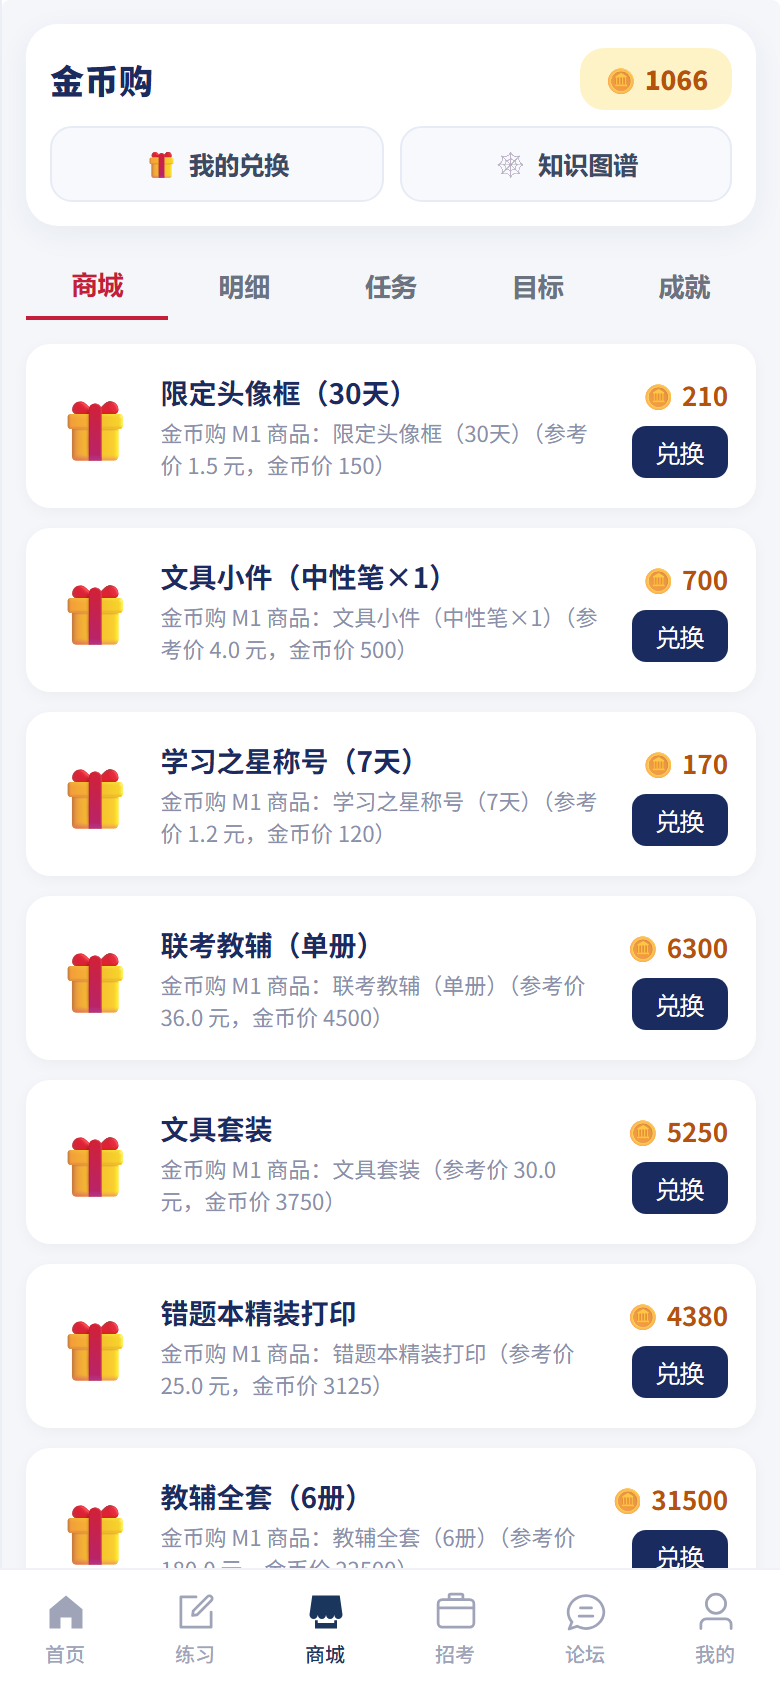 金币购
1066
我的兑换
知识图谱
商城
明细
任务
目标
成就
限定头像框（30天）
金币购 M1 商品：限定头像框（30天）（参考
价 1.5 元，金币价 150）
210
兑换
文具小件（中性笔×1）
金币购 M1 商品：文具小件（中性笔×1）（参
考价 4.0 元，金币价 500）
700
兑换
学习之星称号（7天）
金币购 M1 商品：学习之星称号（7天）（参考
价 1.2 元，金币价 120）
170
兑换
联考教辅（单册）
金币购 M1 商品：联考教辅（单册）（参考价
36.0 元，金币价 4500）
6300
兑换
文具套装
金币购 M1 商品：文具套装（参考价 30.0
元，金币价 3750）
5250
兑换
错题本精装打印
金币购 M1 商品：错题本精装打印（参考价
25.0 元，金币价 3125）
4380
兑换
教辅全套（6册）
金币购 M1 商品：教辅全套（6册）（参考价
180.0 元，金币价 22500）
31500
兑换
首页
练习
商城
招考
论坛
我的